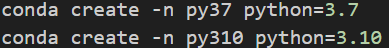 conda create -n py37 python=3.7
conda create -n py310 python=3.10